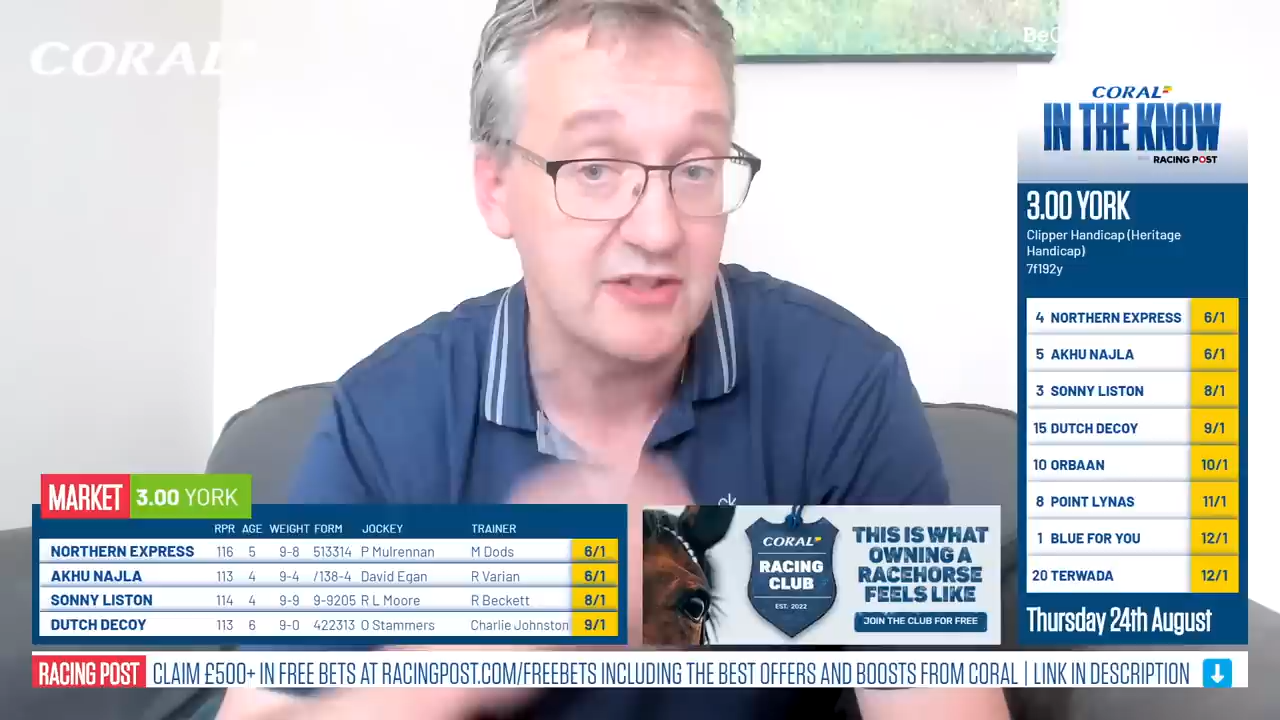 CORAL
CORAL
IN THE KNOW
RACING POST
3.00 YORK
Clipper Handicap (Heritage
Handicap)
7f192y
4 NORTHERN EXPRESS 6/1
5 AKHU NAJLA 6/1
3 SONNY LISTON 8/1
15 DUTCH DECOY 9/1
10 ORBAAN 10/1
8 POINT LYNAS 11/1
1 BLUE FOR YOU 12/1
20 TERWADA 12/1
Thursday 24th August
ck
MARKET 3.00 YORK
RPR AGE WEIGHT FORM JOCKEY TRAINER
NORTHERN EXPRESS 116 5 9-8 513314 P Mulrennan M Dods 6/1
AKHU NAJLA 113 4 9-4 /138-4 David Egan R Varian 6/1
SONNY LISTON 114 4 9-9 9-9205 R L Moore R Beckett 8/1
DUTCH DECOY 113 6 9-0 422313 O Stammers Charlie Johnston 9/1
CORAL
RACING
CLUB
EST. 2022
THIS IS WHAT
OWNING A
RACEHORSE
FEELS LIKE
JOIN THE CLUB FOR FREE
RACING POST CLAIM £500+ IN FREE BETS AT RACINGPOST.COM/FREEBETS INCLUDING THE BEST OFFERS AND BOOSTS FROM CORAL | LINK IN DESCRIPTION